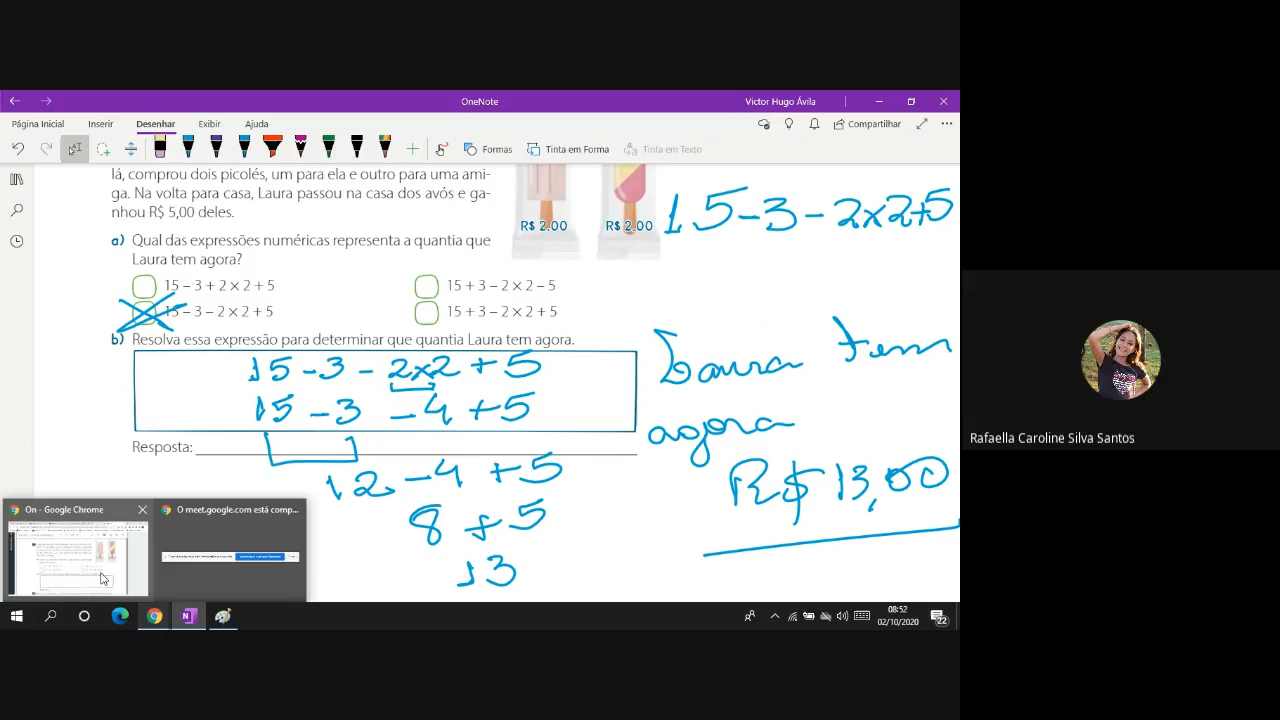 OneNote
Victor Hugo Ávila
Página Inicial Inserir Desenhar Exibir Ajuda
Compartilhar
Formas Tinta em Forma Tinta em Texto
lá, comprou dois picolés, um para ela e outro para uma ami-
ga. Na volta para casa, Laura passou na casa dos avós e ga-
nhou R$ 5,00 deles.
R$ 2,00 R$ 2,00
15-3-2x2+5
a) Qual das expressões numéricas representa a quantia que
Laura tem agora?
15 – 3 + 2 × 2 + 5 15 + 3 – 2 × 2 – 5
15 – 3 – 2 × 2 + 5 15 + 3 – 2 × 2 + 5
b) Resolva essa expressão para determinar que quantia Laura tem agora.
15 - 3 - 2x2 + 5
15 - 3 - 4 + 5
Resposta:
12 - 4 + 5
8 + 5
13
Laura tem
agora
R$ 13,00
On - Google Chrome
O meet.google.com está comp...
08:52
02/10/2020
22
Rafaella Caroline Silva Santos